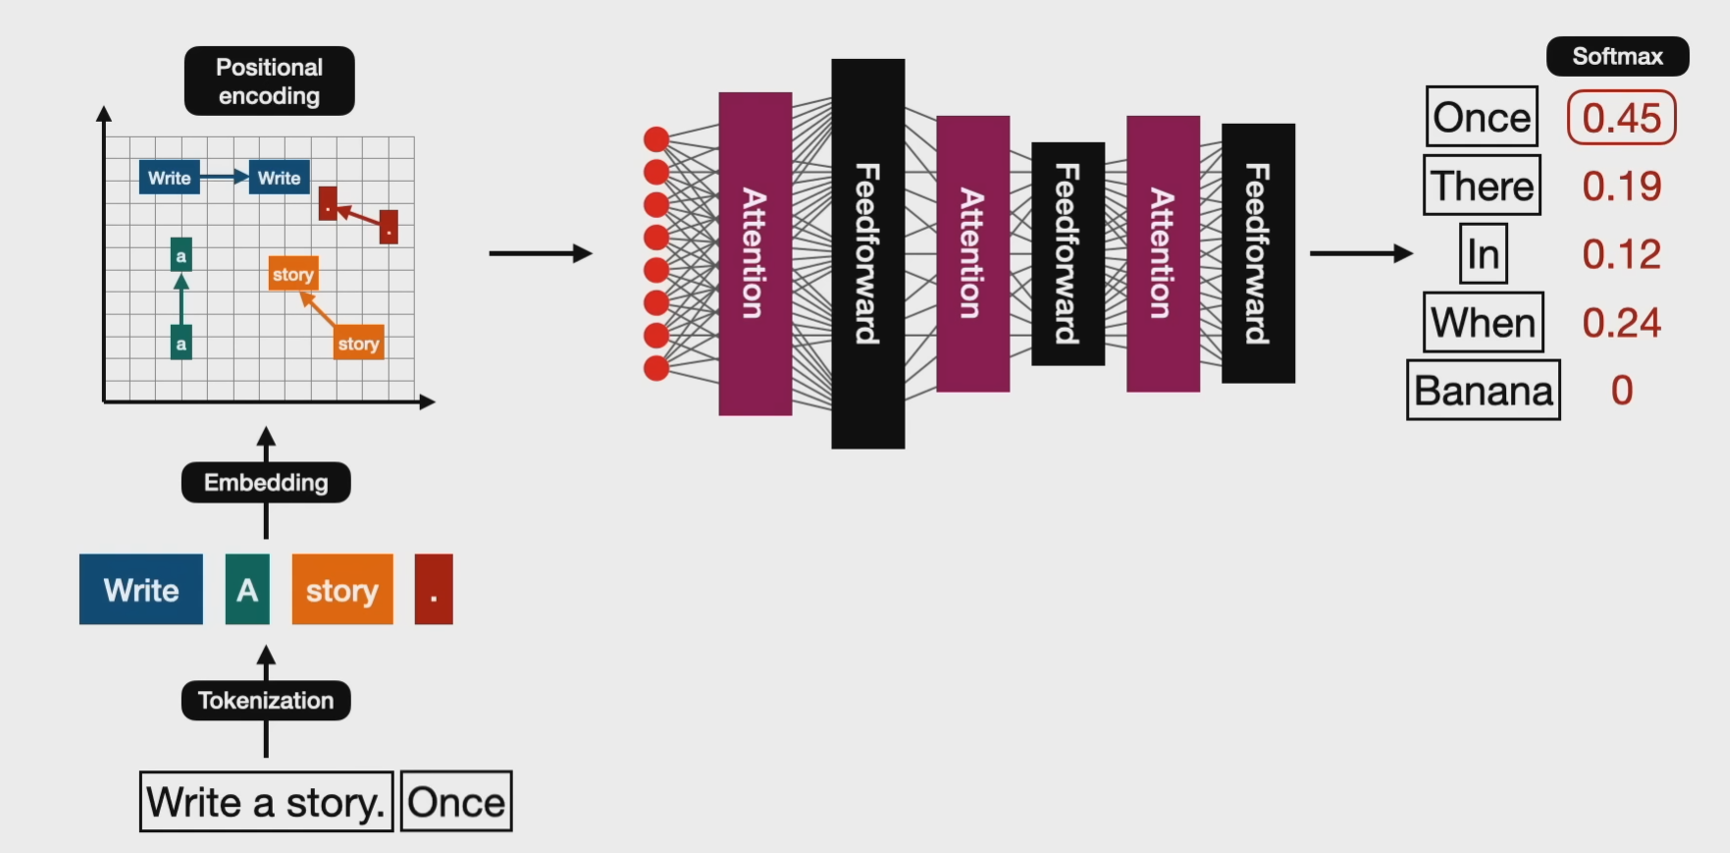 Positional
encoding
Write
Write
.
.
a
story
a
story
Embedding
Write
A
story
.
Tokenization
Write a story.
Once
Attention
Feedforward
Attention
Feedforward
Attention
Feedforward
Softmax
Once 0.45
There 0.19
In 0.12
When 0.24
Banana 0